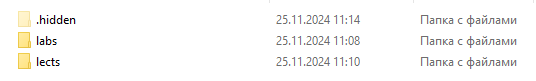 .hidden 25.11.2024 11:14 Папка с файлами
labs 25.11.2024 11:08 Папка с файлами
lects 25.11.2024 11:10 Папка с файлами